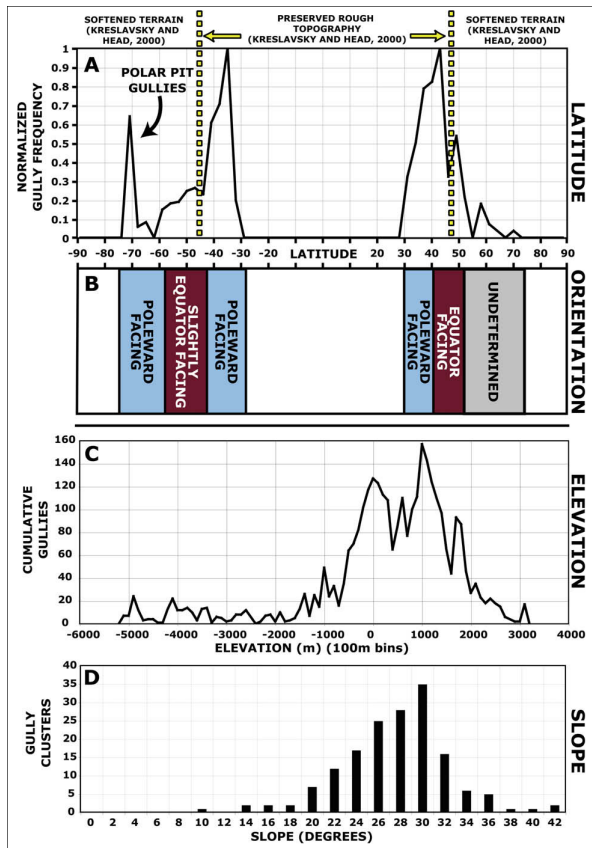 SOFTENED TERRAIN
(KRESLAVSKY AND
HEAD, 2000)
PRESERVED ROUGH
TOPOGRAPHY
(KRESLAVSKY AND HEAD, 2000)
SOFTENED TERRAIN
(KRESLAVSKY AND
HEAD, 2000)
A
POLAR PIT
GULLIES
NORMALIZED
GULLY FREQUENCY
1
0.9
0.8
0.7
0.6
0.5
0.4
0.3
0.2
0.1
0
-90 -80 -70 -60 -50 -40 -30 -20 -10 0 10 20 30 40 50 60 70 80 90
LATITUDE
LATITUDE
B
POLEWARD
FACING
SLIGHTLY
EQUATOR FACING
POLEWARD
FACING
POLEWARD
FACING
EQUATOR
FACING
UNDETERMINED
ORIENTATION
C
CUMULATIVE
GULLIES
160
140
120
100
80
60
40
20
0
-6000 -5000 -4000 -3000 -2000 -1000 0 1000 2000 3000 4000
ELEVATION (m) (100m bins)
ELEVATION
D
GULLY
CLUSTERS
40
35
30
25
20
15
10
5
0
0 2 4 6 8 10 12 14 16 18 20 22 24 26 28 30 32 34 36 38 40 42
SLOPE (DEGREES)
SLOPE